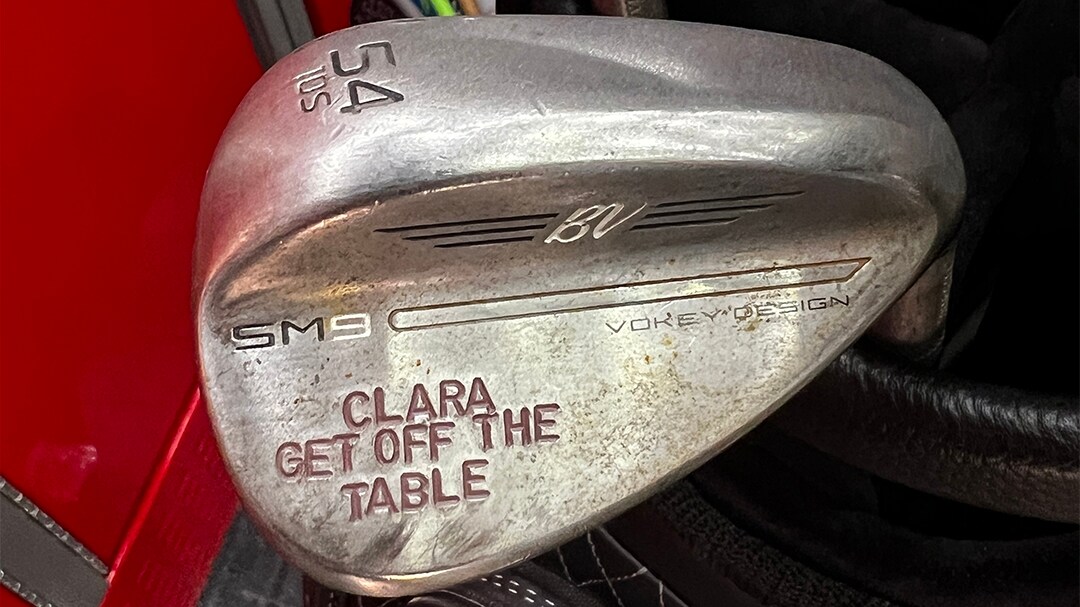 54
10S
BV
SM9
VOKEY·DESIGN
CLARA
GET OFF THE
TABLE